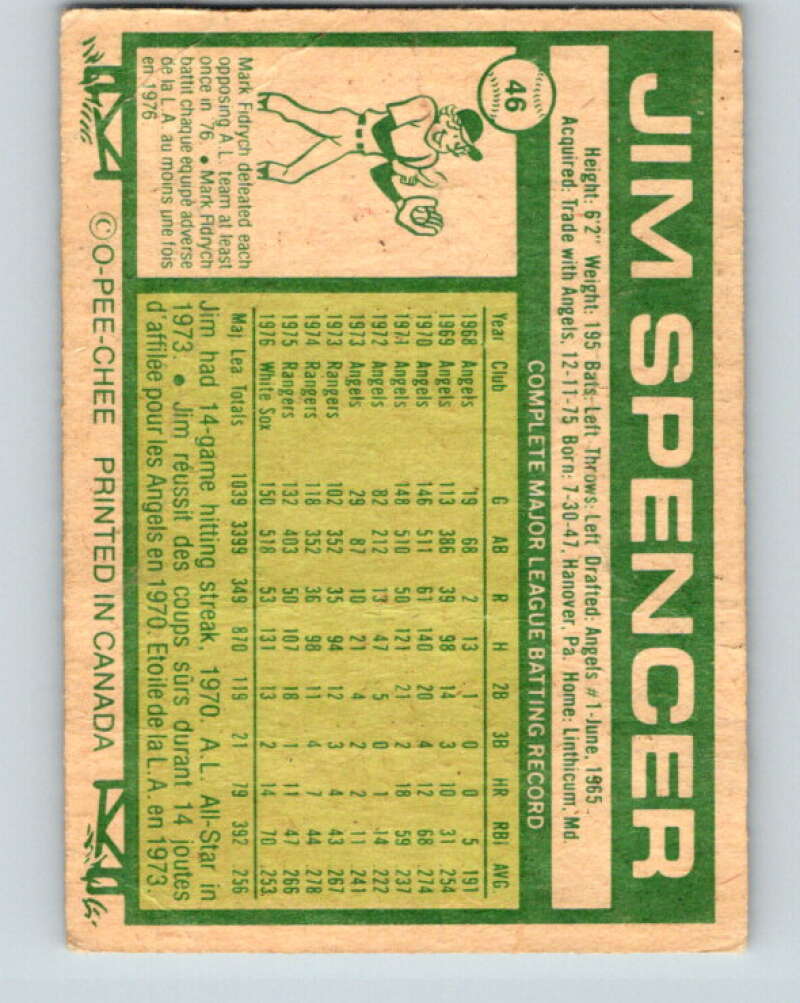 46
JIM SPENCER
Height: 6'2" Weight: 195 Bats: Left Throws: Left Drafted: Angels #1-June, 1965
Acquired: Trade with Angels, 12-11-75 Born: 7-30-47, Hanover, Pa. Home: Linthicum, Md.
COMPLETE MAJOR LEAGUE BATTING RECORD
Year Club G AB R H 2B 3B HR RBI AVG.
1968 Angels 19 68 2 13 1 0 0 5 191
1969 Angels 113 386 39 98 14 3 10 31 254
1970 Angels 146 511 61 140 20 4 12 68 274
1971 Angels 148 510 50 121 21 2 18 59 237
1972 Angels 82 212 13 47 5 0 1 14 222
1973 Angels 29 87 10 21 4 2 2 11 241
1973 Rangers 102 352 35 94 12 3 4 43 267
1974 Rangers 118 352 36 98 11 4 7 44 278
1975 Rangers 132 403 50 107 18 1 11 47 266
1976 White Sox 150 518 53 131 13 2 14 70 253.
Maj Lea Totals 1039 3399 349 870 119 21 79 392 256
Jim had 14-game hitting streak, 1970. A.L. All-Star in
1973. • Jim réussit des coups sûrs durant 14 joutes
d'affilée pour les Angels en 1970. Etoile de la L.A. en 1973.
Mark Fidrych defeated each
opposing A.L. team at least
once in '76. • Mark Fidrych
battit chaque equipe adverse
de la L.A. au moins une fois
en 1976
© O-PEE-CHEE PRINTED IN CANADA